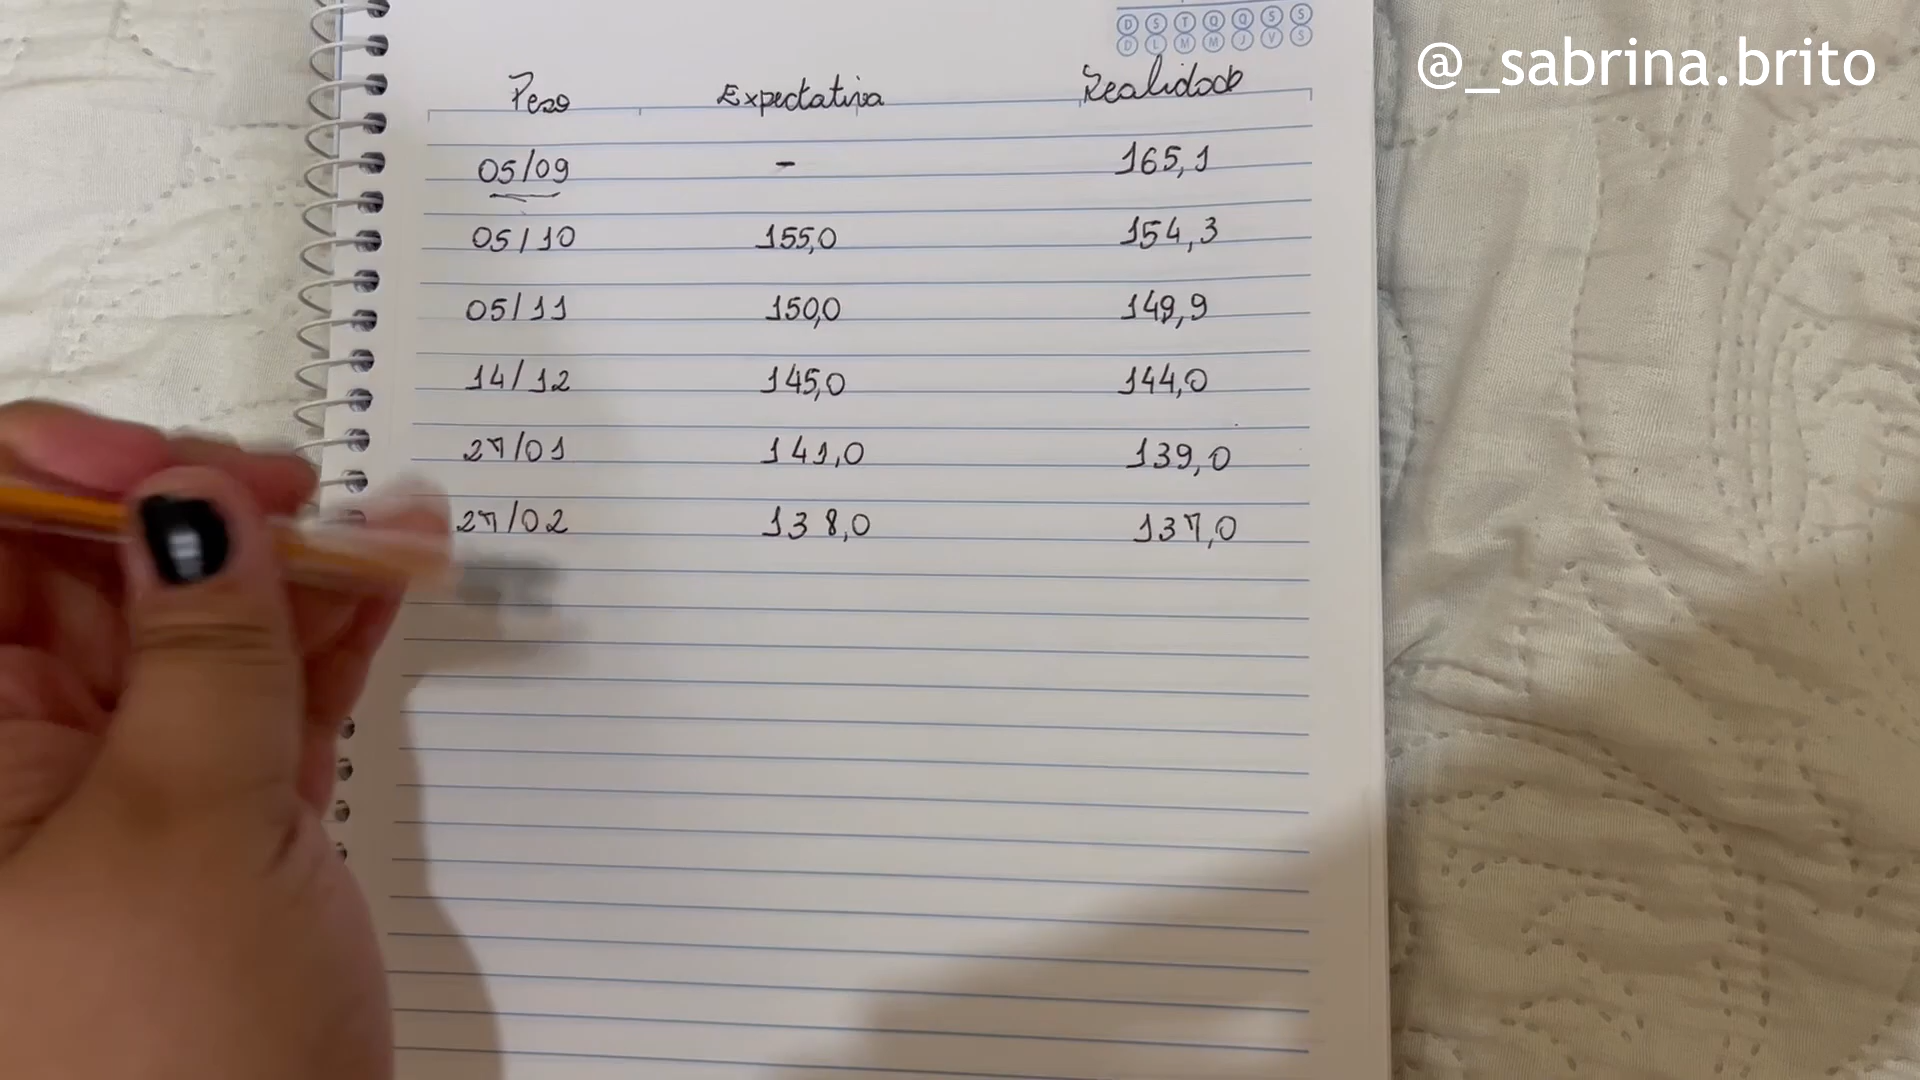 @_sabrina.brito
D S T Q Q S S
D L M M J V S
Peso Expectativa Realidade
05/09 - 165,1
05/10 155,0 154,3
05/11 150,0 149,9
14/12 145,0 144,0
27/01 141,0 139,0
27/02 138,0 137,0